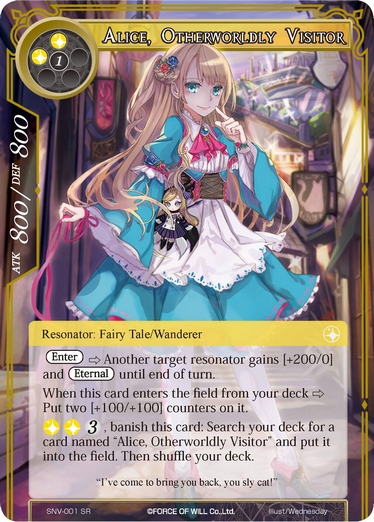 Alice, Otherworldly Visitor
1
ATK 800/DEF 800
Resonator: Fairy Tale/Wanderer
Enter ⇨ Another target resonator gains [+200/0]
and Eternal until end of turn.
When this card enters the field from your deck ⇨
Put two [+100/+100] counters on it.
3 , banish this card: Search your deck for a
card named “Alice, Otherworldly Visitor” and put it
into the field. Then shuffle your deck.
“I’ve come to bring you back, you sly cat!”
SNV-001 SR
©FORCE OF WILL Co.,Ltd.
Illust/Wednesday